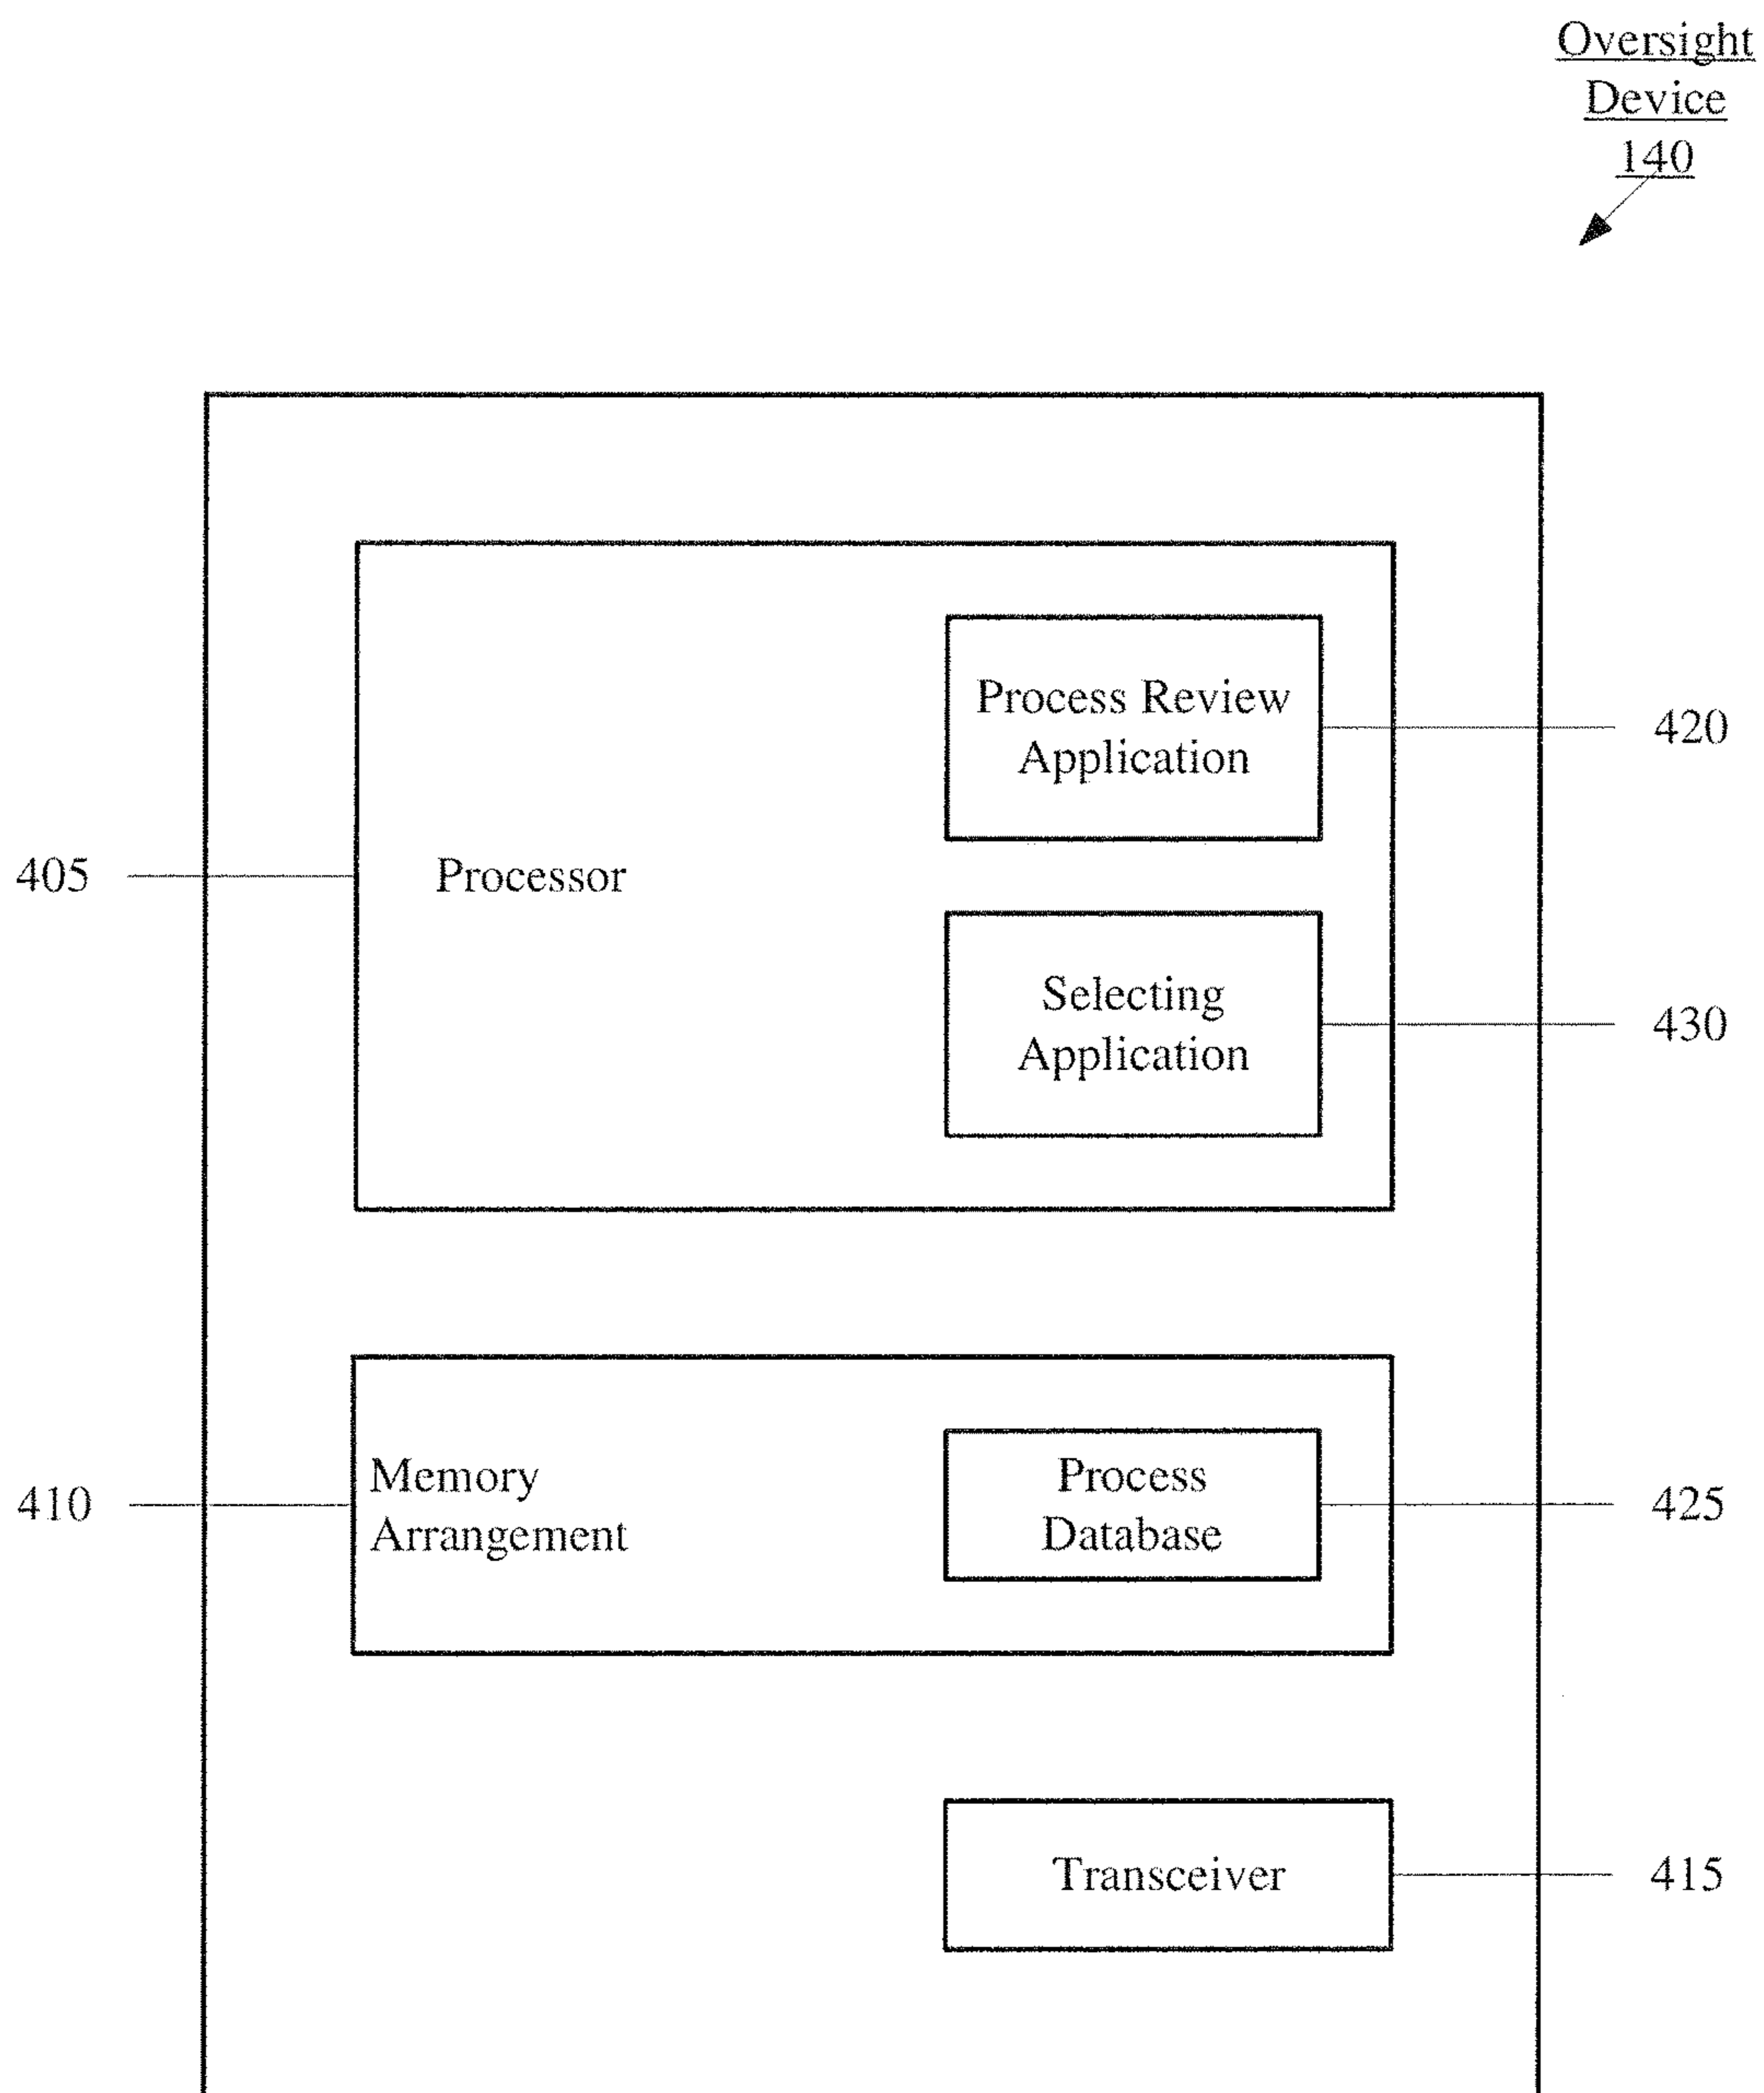 Oversight
Device
140
Process Review
Application
420
405
Processor
Selecting
Application
430
Memory
Arrangement
410
Process
Database
425
Transceiver
415